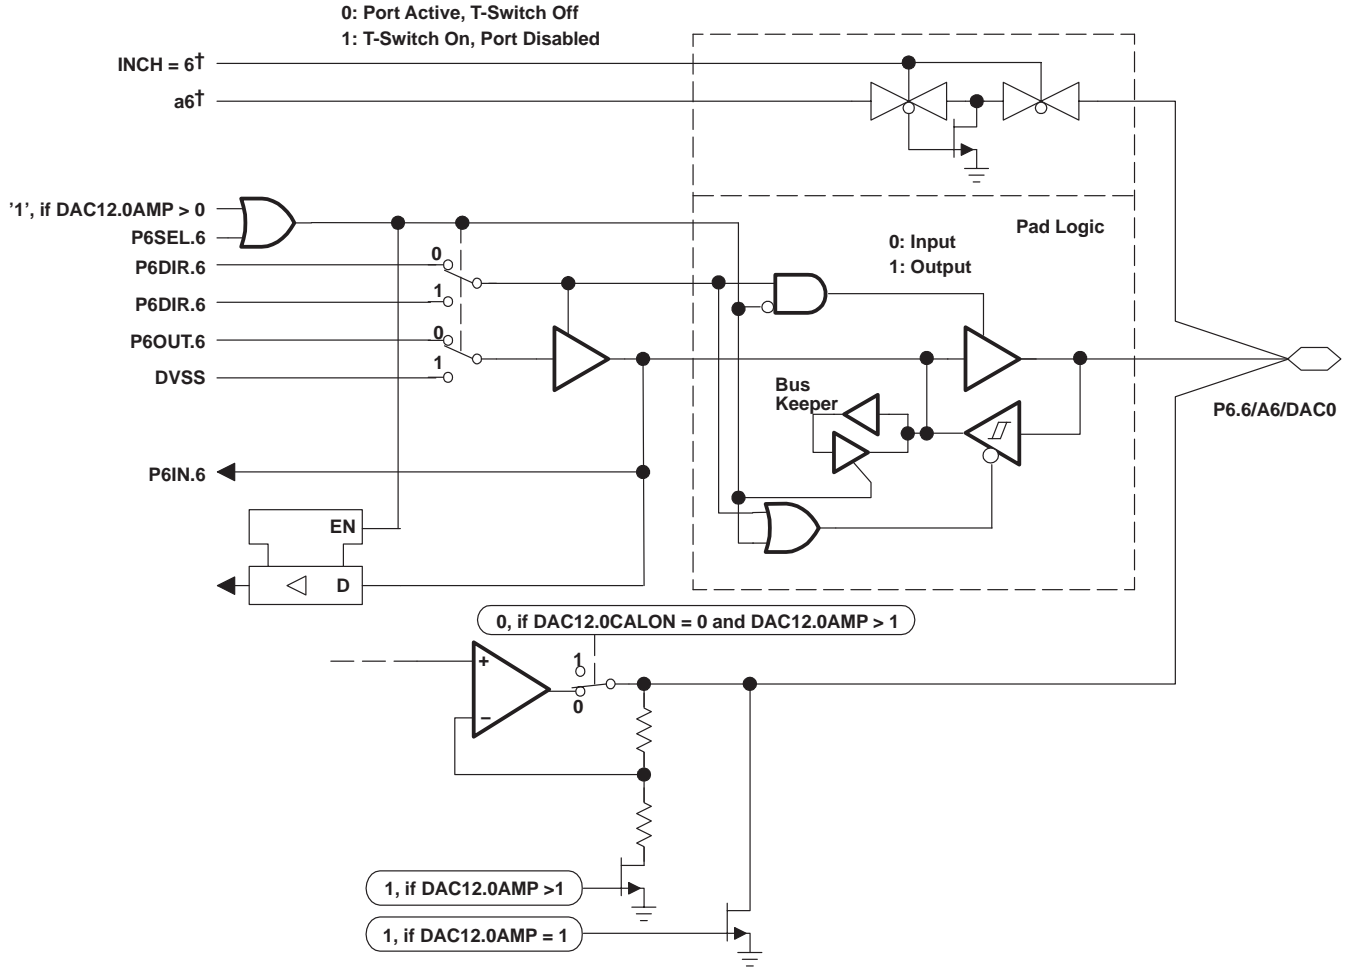 0: Port Active, T-Switch Off
1: T-Switch On, Port Disabled
INCH = 6†
a6†
’1’, if DAC12.0AMP > 0
P6SEL.6
P6DIR.6
0
P6DIR.6
1
P6OUT.6
0
DVSS
1
Pad Logic
0: Input
1: Output
Bus
Keeper
P6.6/A6/DAC0
P6IN.6
EN
D
0, if DAC12.0CALON = 0 and DAC12.0AMP > 1
+
−
1
0
1, if DAC12.0AMP >1
1, if DAC12.0AMP = 1